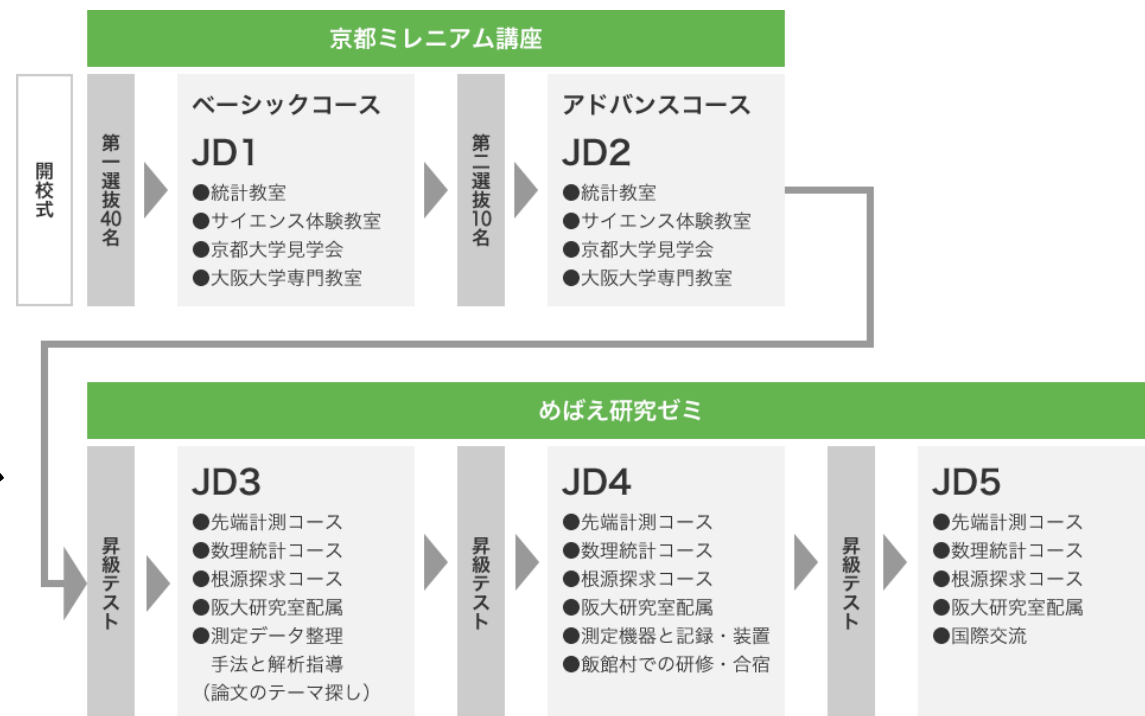 京都ミレニアム講座
開校式
第一選抜40名
ベーシックコース
JD1
●統計教室
●サイエンス体験教室
●京都大学見学会
●大阪大学専門教室
第二選抜10名
アドバンスコース
JD2
●統計教室
●サイエンス体験教室
●京都大学見学会
●大阪大学専門教室
めばえ研究ゼミ
昇級テスト
JD3
●先端計測コース
●数理統計コース
●根源探求コース
●阪大研究室配属
●測定データ整理
手法と解析指導
（論文のテーマ探し）
昇級テスト
JD4
●先端計測コース
●数理統計コース
●根源探求コース
●阪大研究室配属
●測定機器と記録・装置
●飯館村での研修・合宿
昇級テスト
JD5
●先端計測コース
●数理統計コース
●根源探求コース
●阪大研究室配属
●国際交流